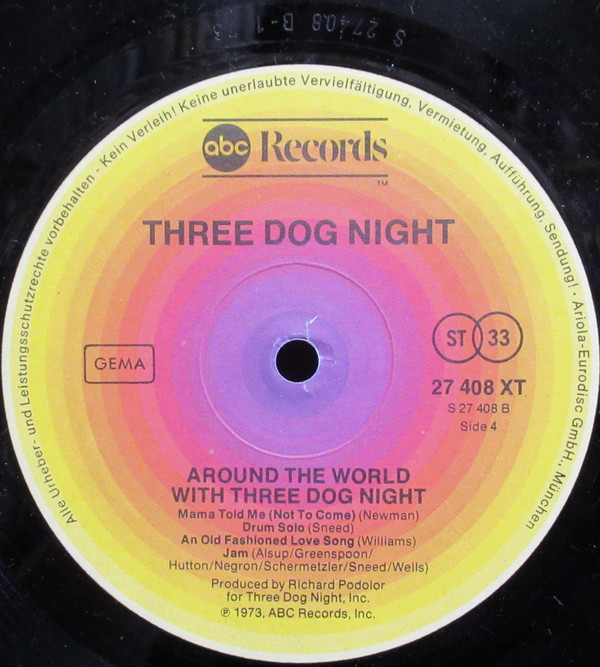 S 27408 B-1
Alle Urheber- und Leistungsschutzrechte vorbehalten - Kein Verleih! Keine unerlaubte Vervielfältigung, Vermietung, Aufführung, Sendung! · Ariola-Eurodisc GmbH., München
abc Records
TM
THREE DOG NIGHT
GEMA
ST 33
27 408 XT
S 27 408 B
Side 4
AROUND THE WORLD
WITH THREE DOG NIGHT
Mama Told Me (Not To Come) (Newman)
Drum Solo (Sneed)
An Old Fashioned Love Song (Williams)
Jam (Alsup/Greenspoon/
Hutton/Negron/Schermetzler/Sneed/Wells)
Produced by Richard Podolor
for Three Dog Night, Inc.
℗ 1973, ABC Records, Inc.